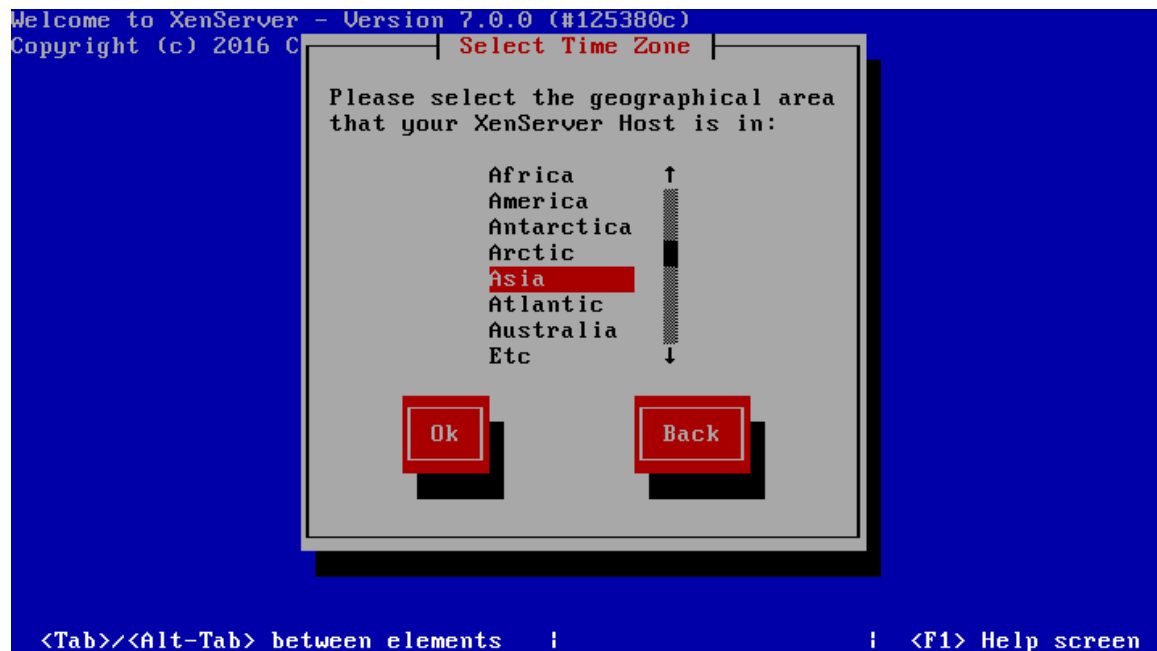 Welcome to XenServer - Version 7.0.0 (#125380c)
Copyright (c) 2016 C
Select Time Zone
Please select the geographical area
that your XenServer Host is in:
Africa ↑
America
Antarctica
Arctic
Asia
Atlantic
Australia
Etc ↓
Ok Back
<Tab>/<Alt-Tab> between elements | | <F1> Help screen